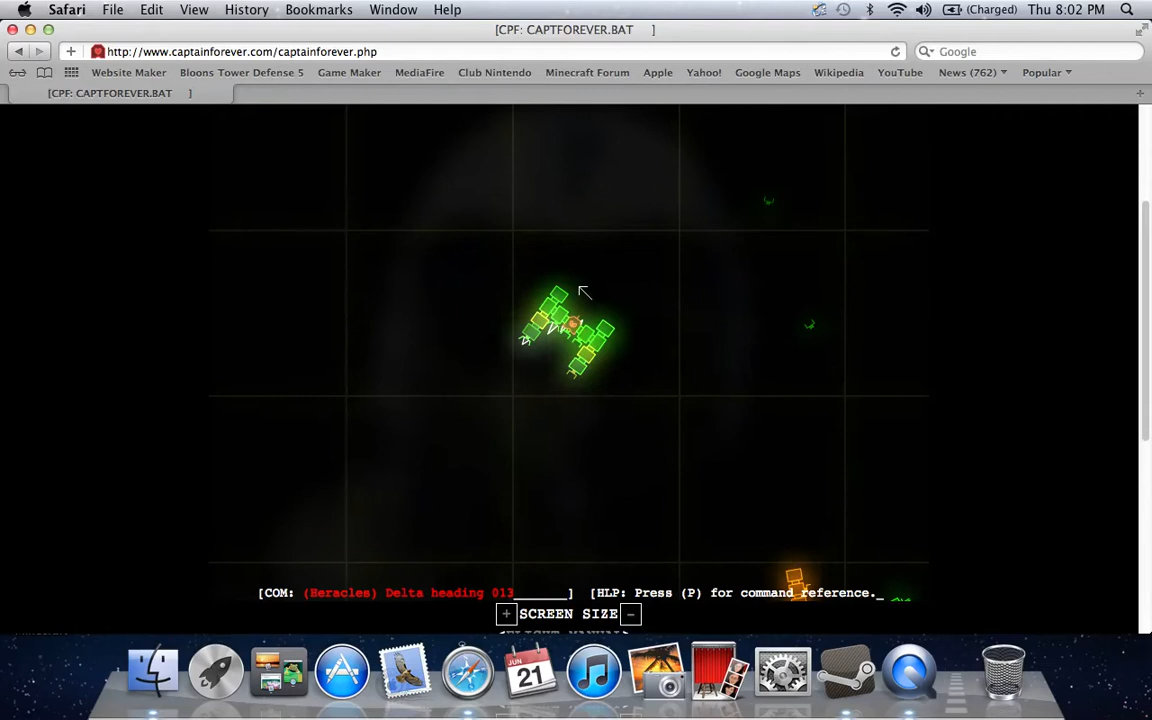 Safari File Edit View History Bookmarks Window Help (Charged) Thu 8:02 PM
[CPF: CAPTFOREVER.BAT ]
http://www.captainforever.com/captainforever.php Google
Website Maker Bloons Tower Defense 5 Game Maker MediaFire Club Nintendo Minecraft Forum Apple Yahoo! Google Maps Wikipedia YouTube News (762) Popular
[CPF: CAPTFOREVER.BAT ]
[COM: (Heracles) Delta heading 013______] [HLP: Press (P) for command reference._
+ SCREEN SIZE -
JUN
21